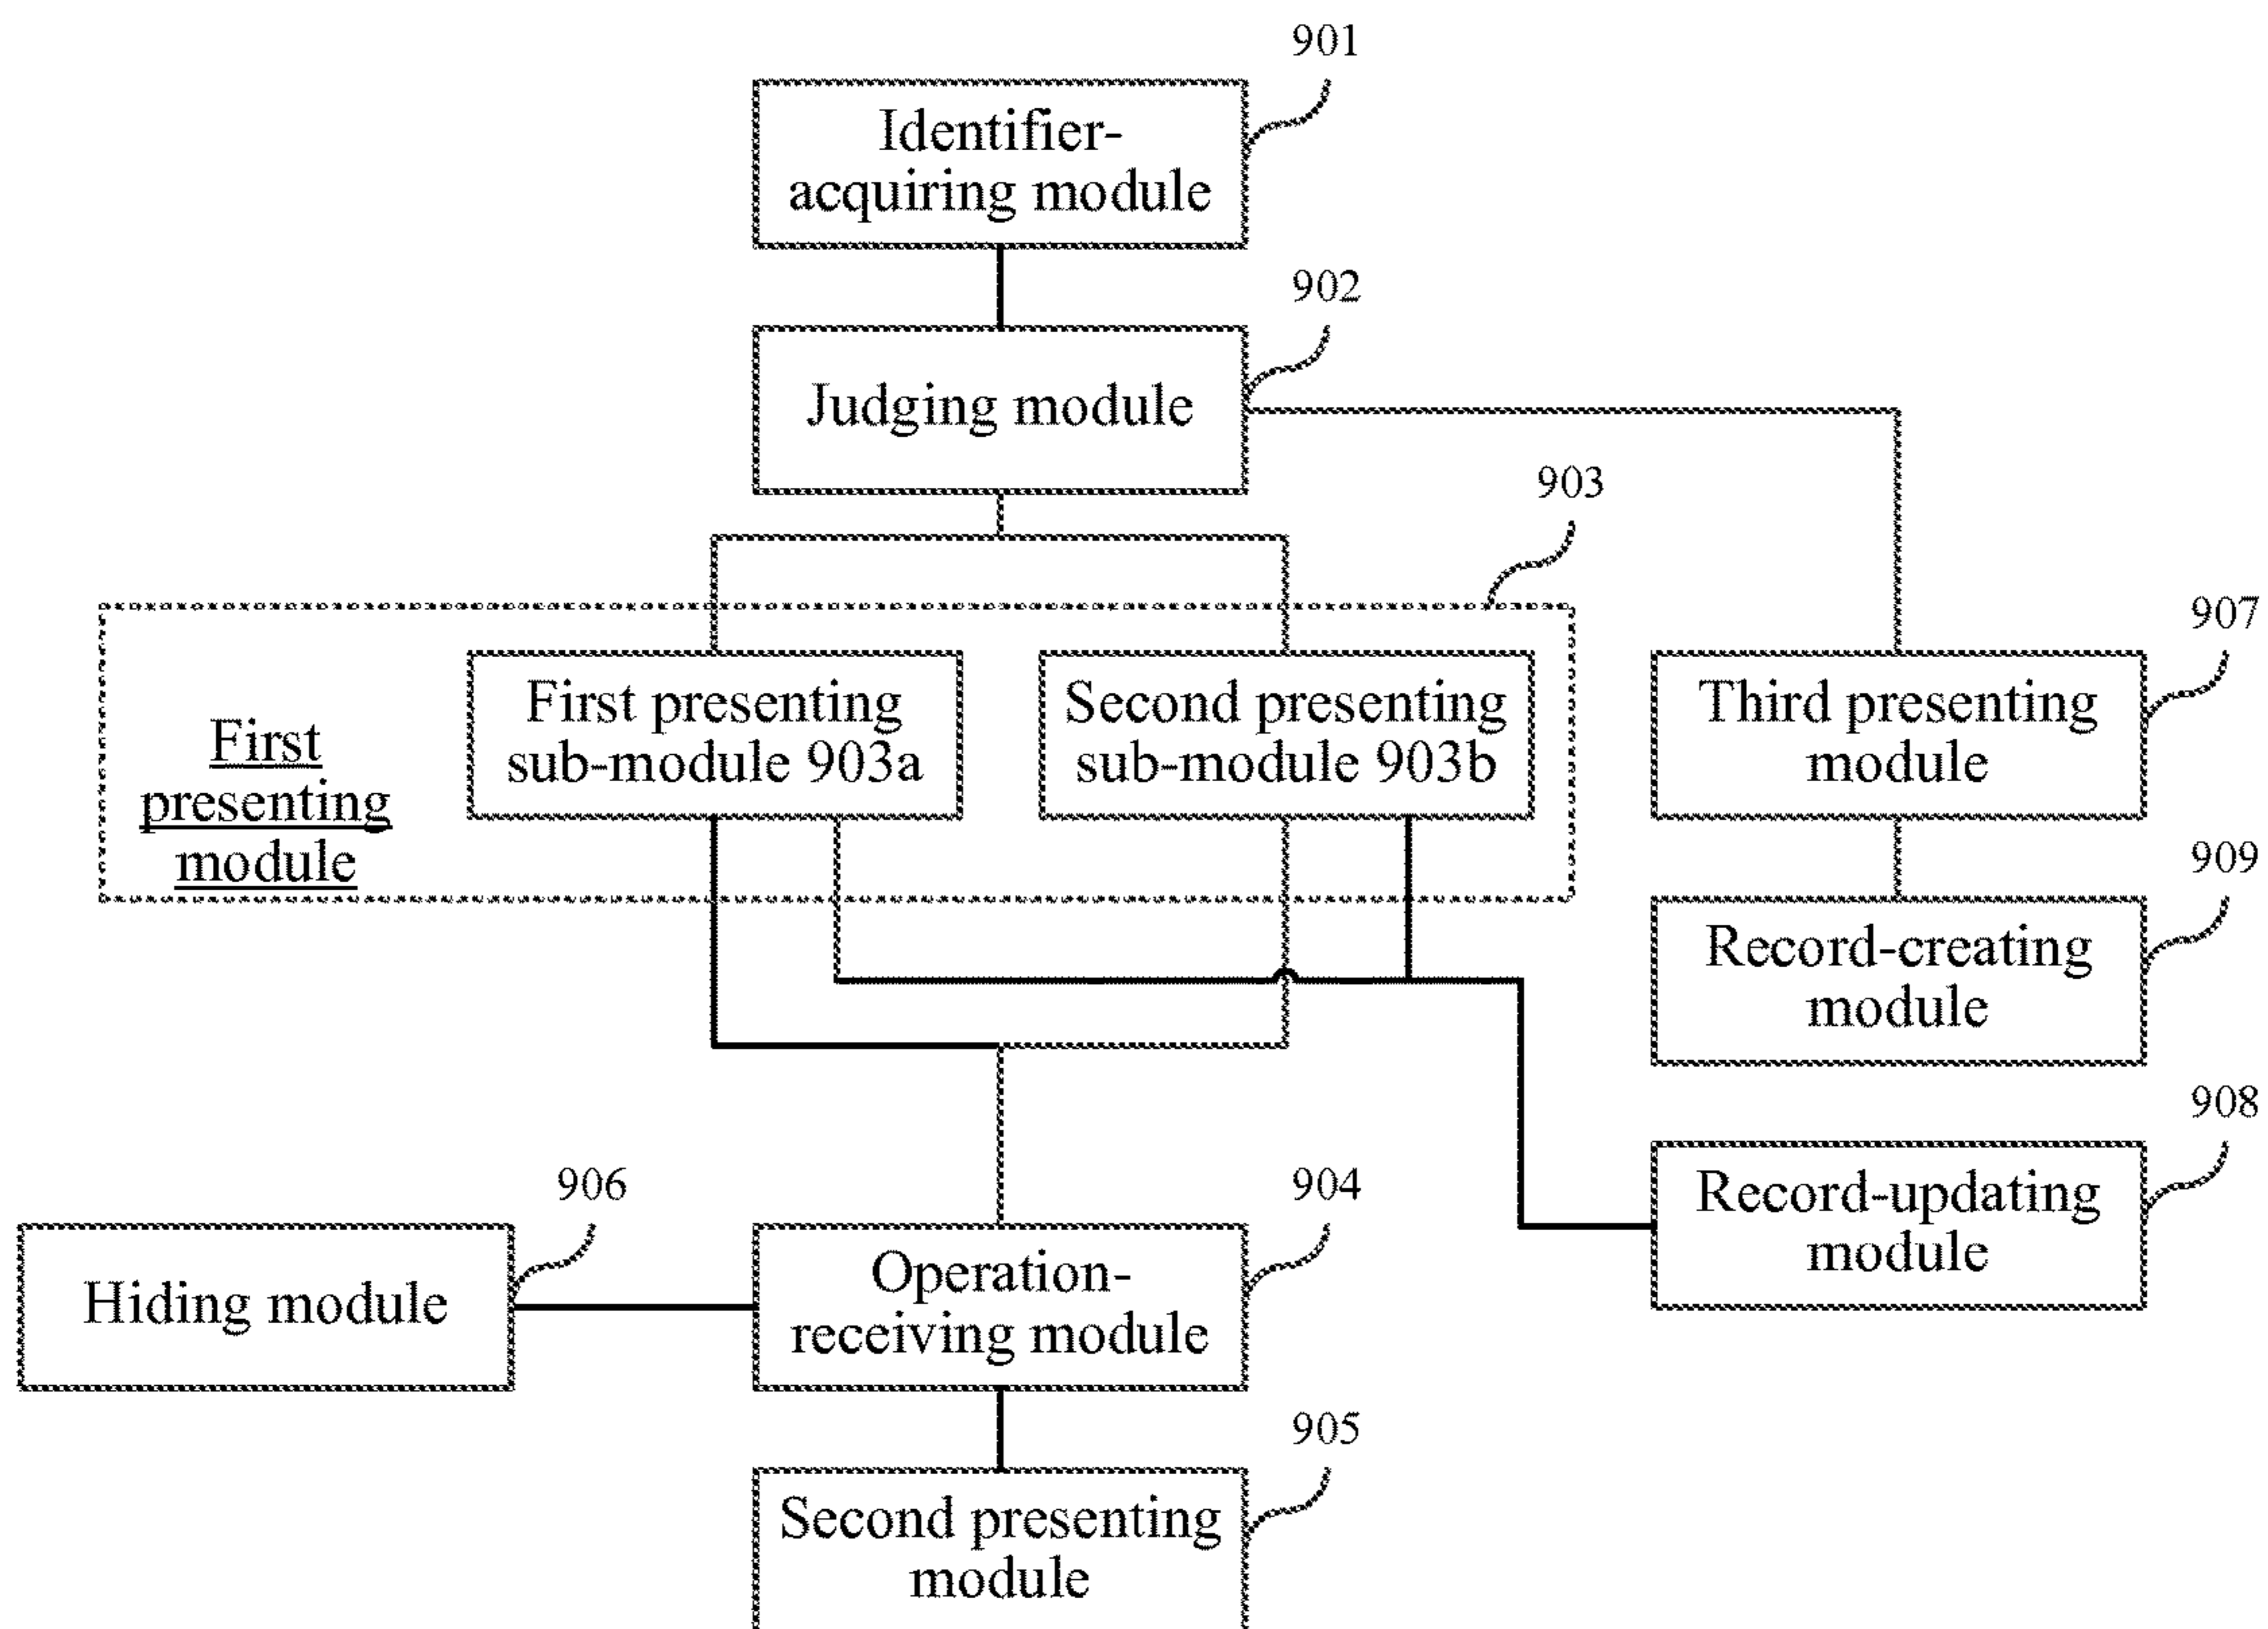 901
Identifier-
acquiring module
902
Judging module
903
First
presenting
module
First presenting
sub-module 903a
Second presenting
sub-module 903b
907
Third presenting
module
909
Record-creating
module
908
Record-updating
module
906
Hiding module
904
Operation-
receiving module
905
Second presenting
module